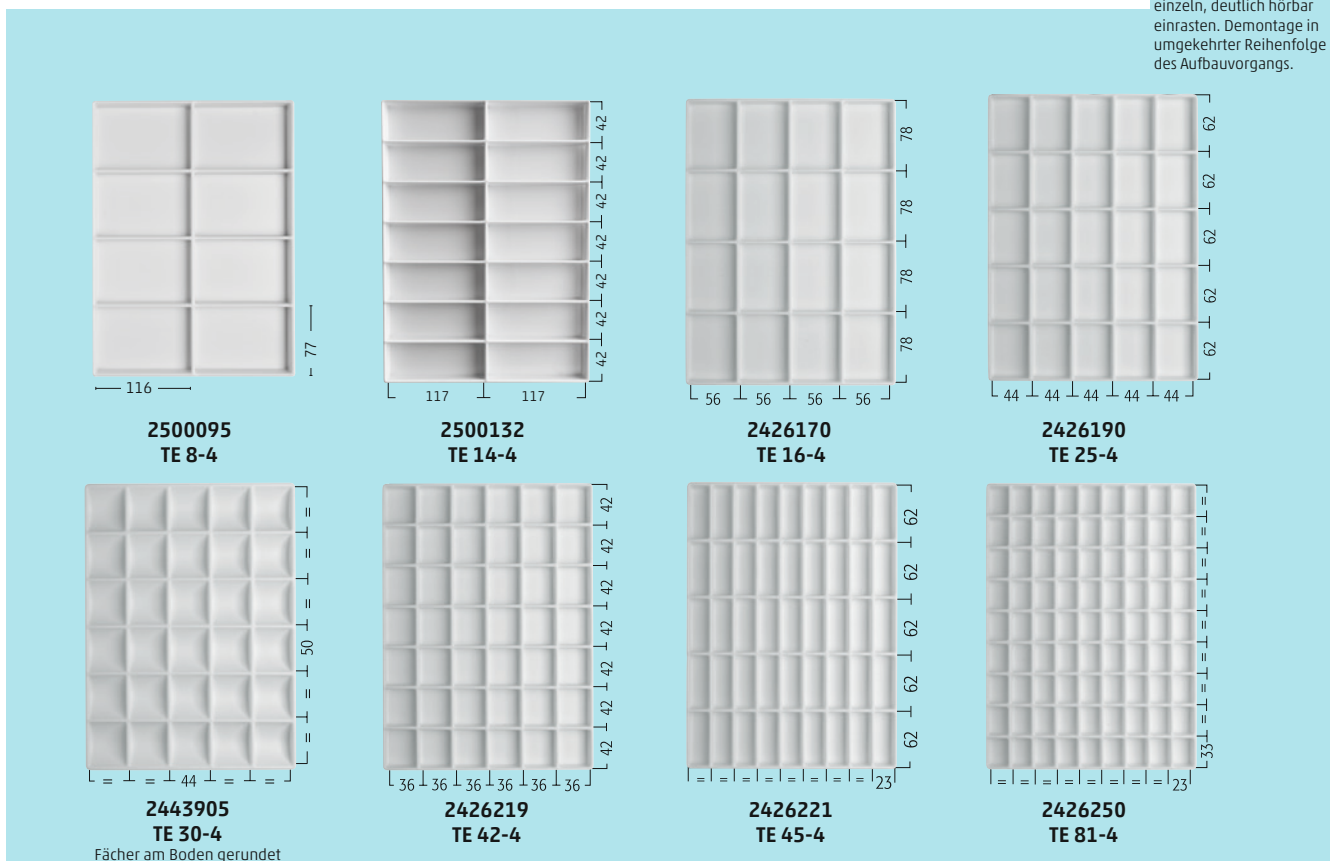 einzeln, deutlich hörbar
einrasten. Demontage in
umgekehrter Reihenfolge
des Aufbauvorgangs.
116
77
2500095
TE 8-4
42
42
42
42
42
42
42
117 117
2500132
TE 14-4
78
78
78
78
56 56 56 56
2426170
TE 16-4
62
62
62
62
62
44 44 44 44 44
2426190
TE 25-4
=
=
=
50
=
=
= = 44 = =
2443905
TE 30-4
Fächer am Boden gerundet
42
42
42
42
42
42
42
36 36 36 36 36 36
2426219
TE 42-4
62
62
62
62
62
= = = = = = = = 23
2426221
TE 45-4
=
=
=
=
=
=
=
=
33
= = = = = = = = 23
2426250
TE 81-4